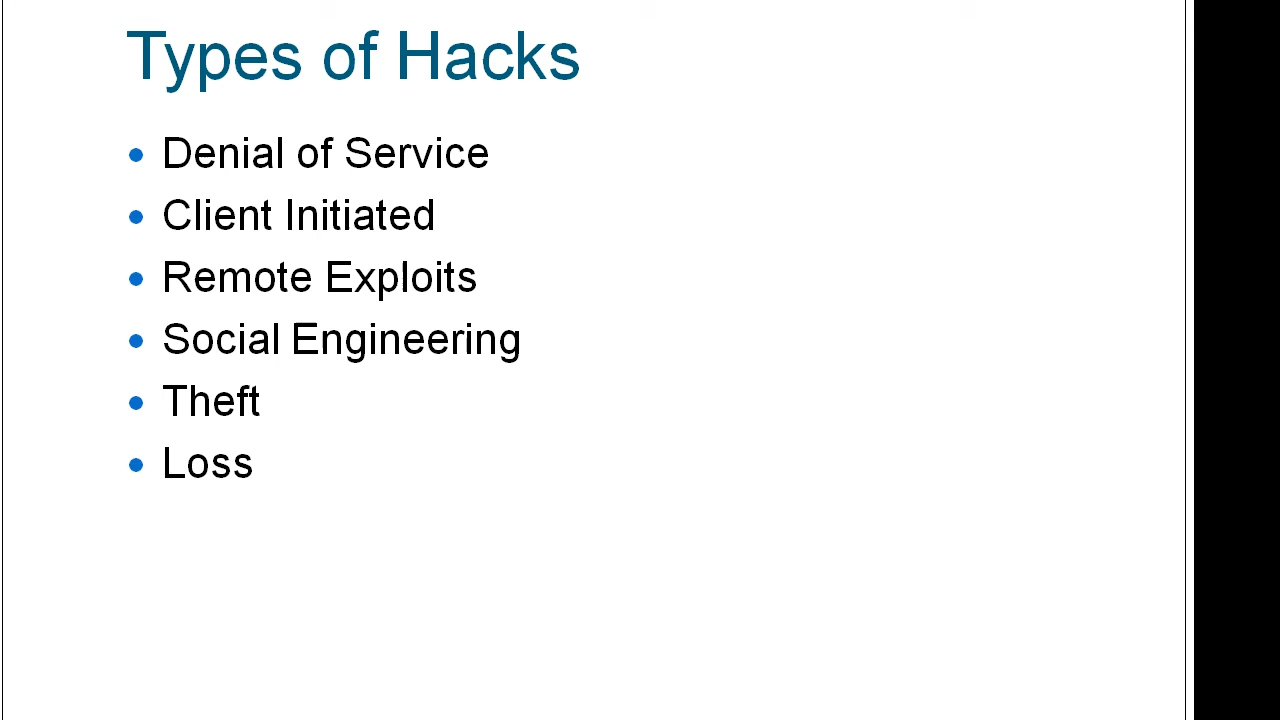 Types of Hacks
Denial of Service
Client Initiated
Remote Exploits
Social Engineering
Theft
Loss